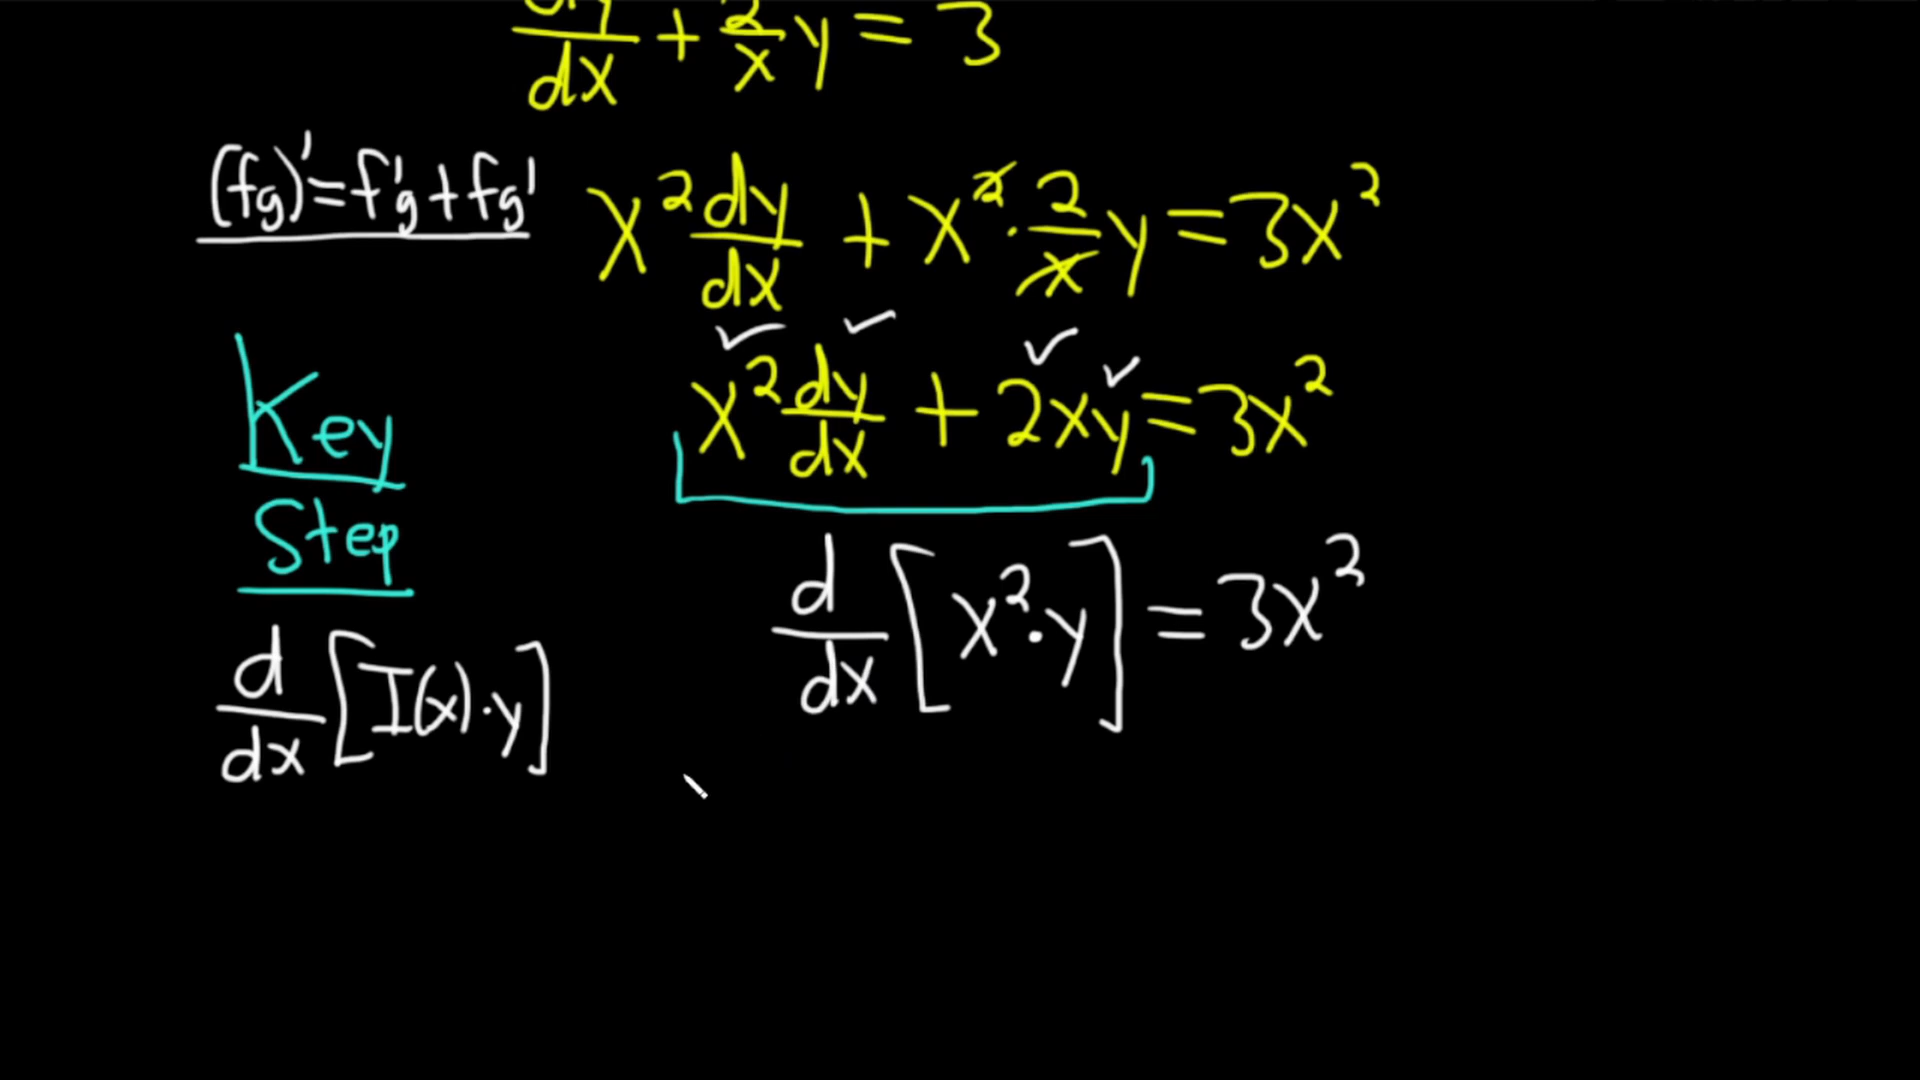 dy/dx + 2/x y = 3
(fg)' = f'g + fg'
x² dy/dx + x² · 2/x y = 3x²
x² dy/dx + 2xy = 3x²
Key
Step
d/dx [x² · y] = 3x²
d/dx [I(x) · y]